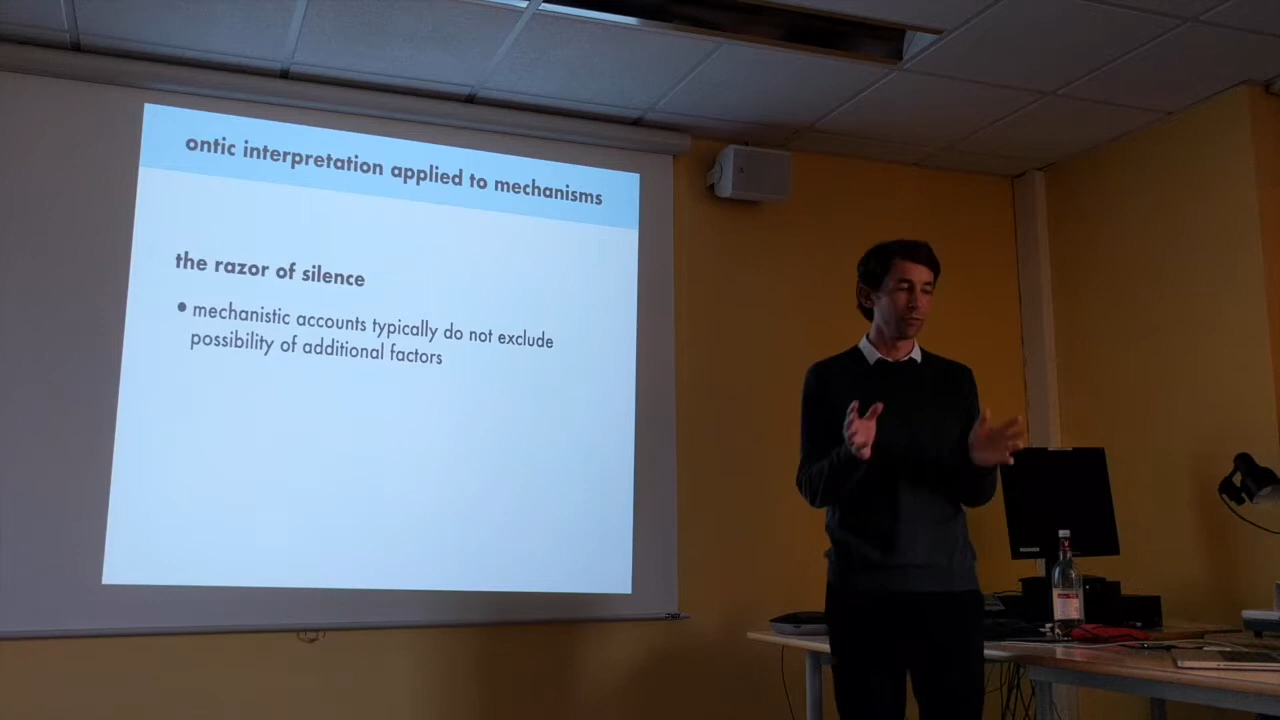 ontic interpretation applied to mechanisms
the razor of silence
• mechanistic accounts typically do not exclude
possibility of additional factors